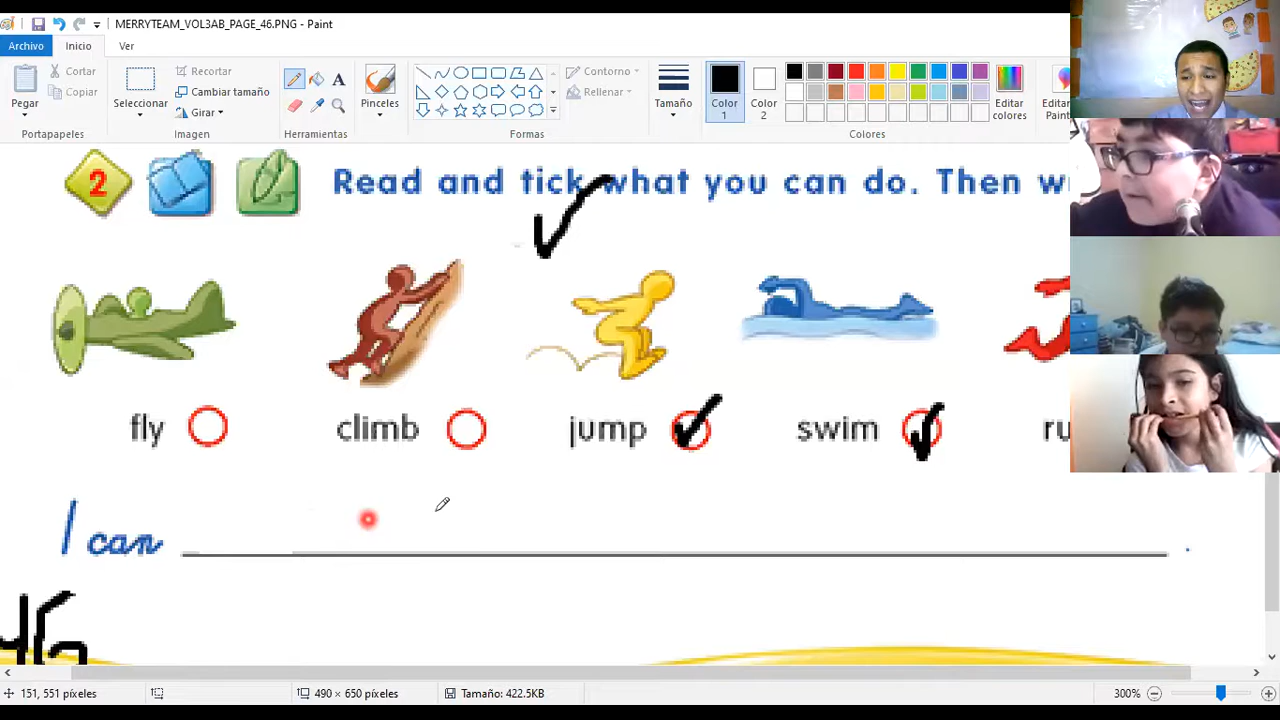 MERRYTEAM_VOL3AB_PAGE_46.PNG - Paint
Archivo Inicio Ver
Pegar
Cortar
Copiar
Portapapeles
Seleccionar
Recortar
Cambiar tamaño
Girar
Imagen
A
Herramientas
Pinceles
Contorno
Rellenar
Formas
Tamaño
Color 1
Color 2
Editar colores
Colores
2 Read and tick what you can do. Then
fly climb jump swim
I can .
151, 551 píxeles 490 × 650 píxeles Tamaño: 422.5KB 300%